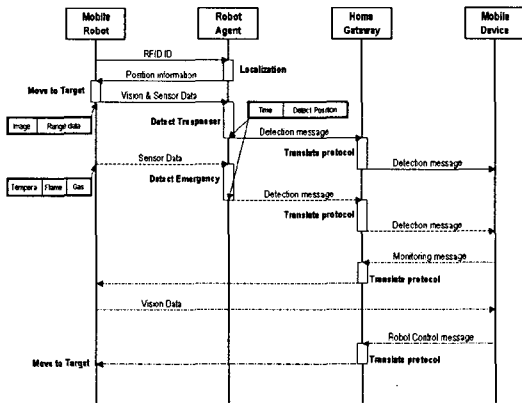 Mobile Robot
Robot Agent
Home Gateway
Mobile Device
RFID ID
Localization
Position information
Move to Target
Vision & Sensor Data
Time Detect Position
Image Range data
Detect Trespasser
Detection message
Translate protocol
Sensor Data
Detection message
Detect Emergency
Tempera Flame Gas
Detection message
Translate protocol
Detection message
Monitoring message
Translate protocol
Vision Data
Robot Control message
Move to Target
Translate protocol